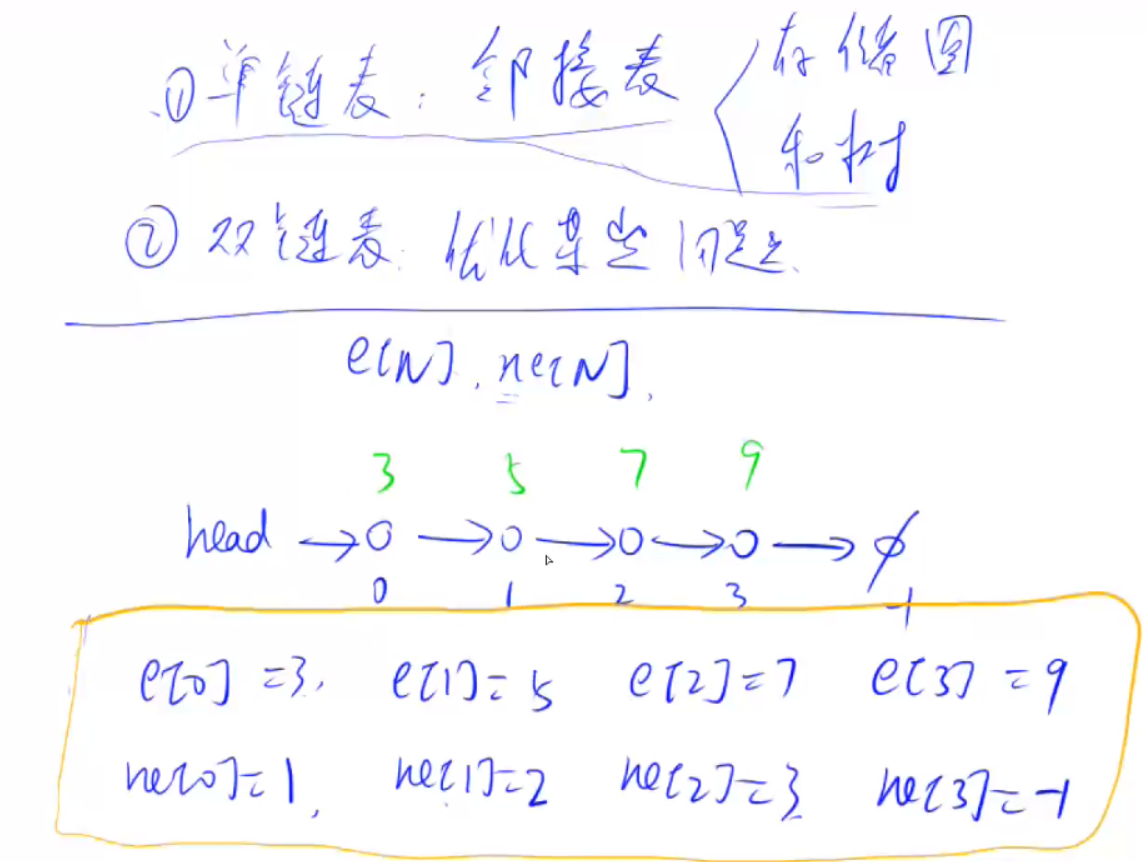 ①单链表：邻接表 存储图
和树
②双链表：优化某些问题
e[N], ne[N],
3 5 7 9
head → o → o → o → o → ∅
0 1 2 3 -1
e[0]=3, e[1]=5 e[2]=7 e[3]=9
ne[0]=1, ne[1]=2 ne[2]=3 ne[3]=-1